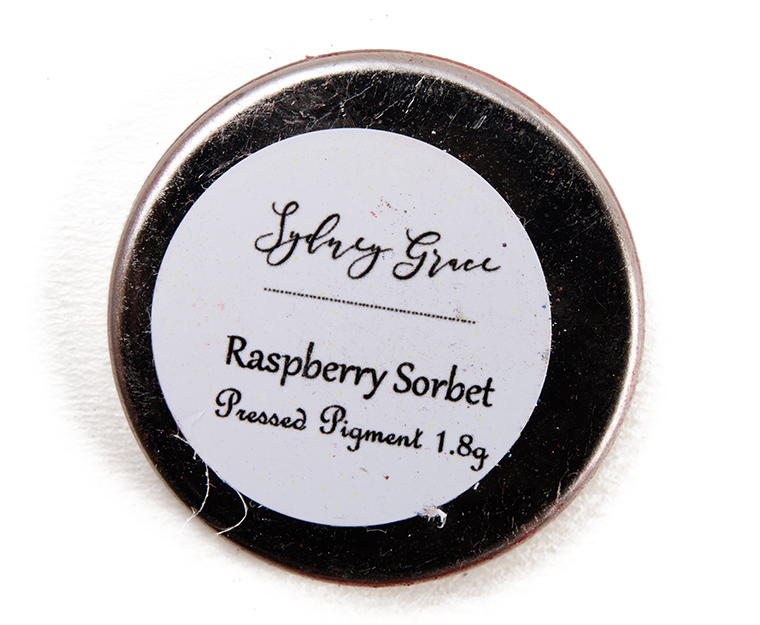 Sydney Grace
Raspberry Sorbet
Pressed Pigment 1.8g